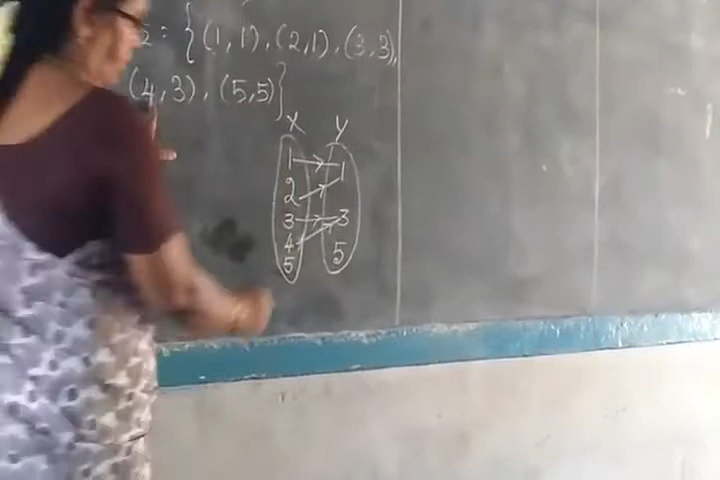 2 = { (1,1), (2,1), (3,3),
(4,3), (5,5) }
X Y
1 1
2
3 3
4
5 5